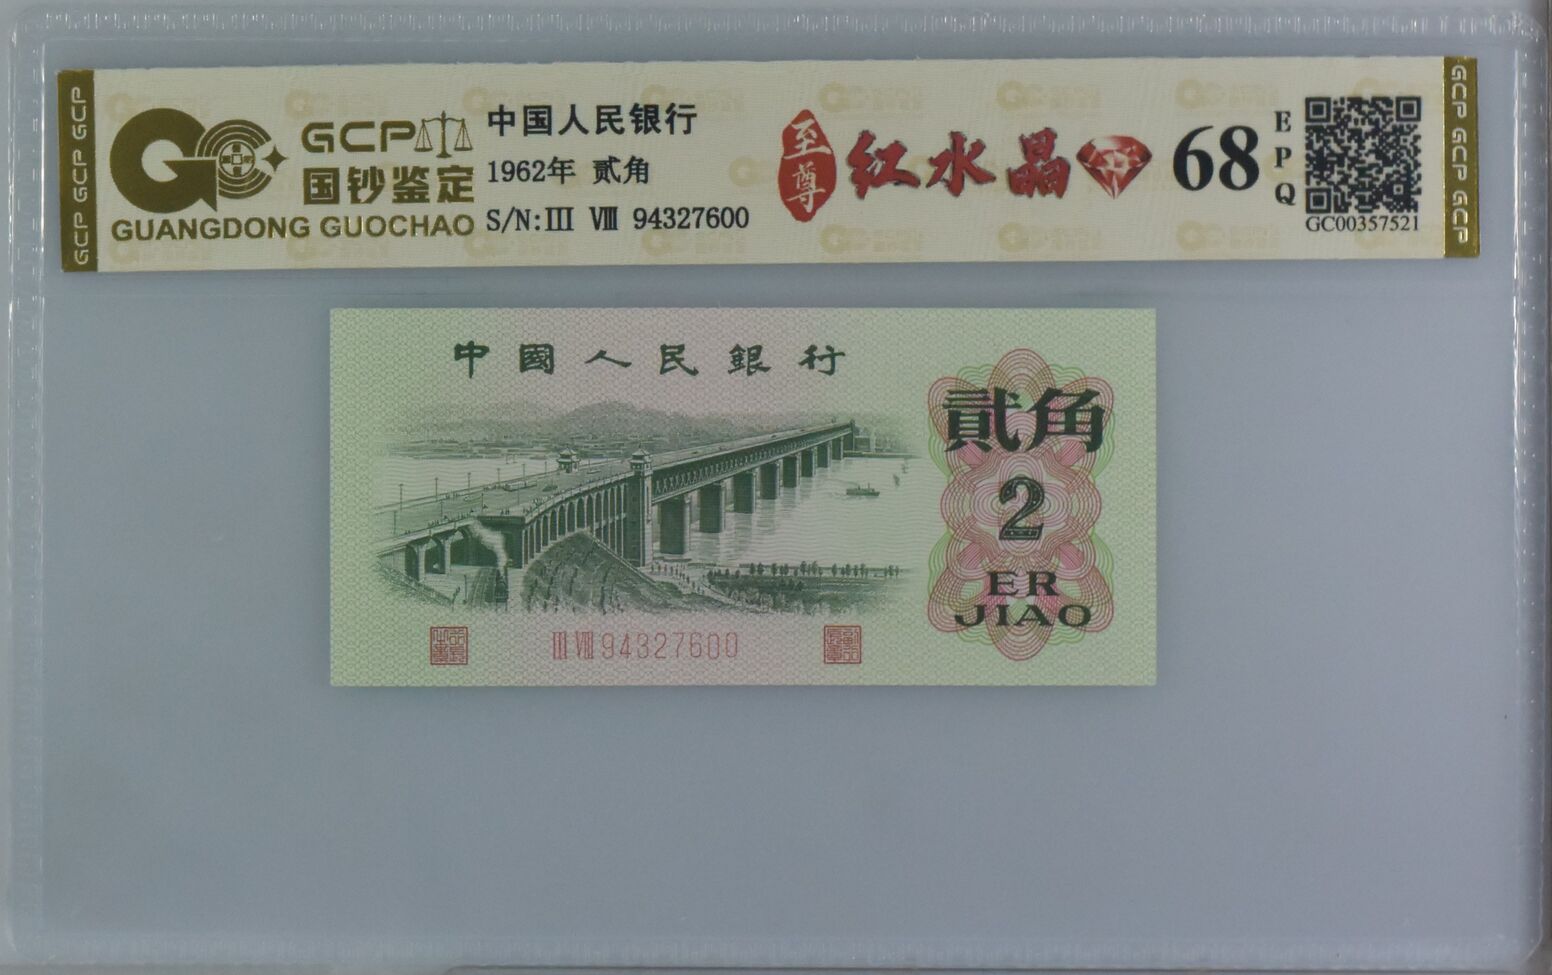 GCP GCP GCP
GCP
国钞鉴定
GUANGDONG GUOCHAO
中国人民银行
1962年 贰角
S/N:Ⅲ Ⅷ 94327600
至尊
红水晶
68
EPQ
GC00357521
GCP GCP GCP
中國人民銀行
貳角
2
ER
JIAO
Ⅲ Ⅷ 94327600